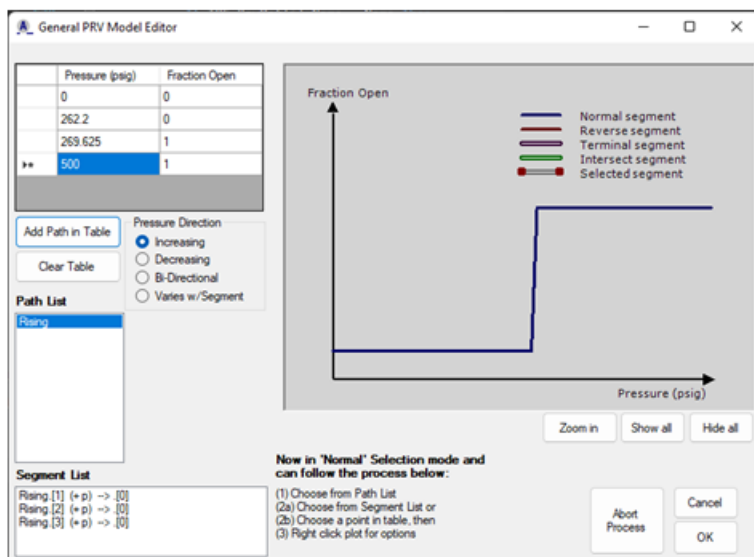 General PRV Model Editor
Pressure (psig) Fraction Open
0 0
262.2 0
269.625 1
500 1
Add Path in Table
Clear Table
Pressure Direction
Increasing
Decreasing
Bi-Directional
Varies w/Segment
Path List
Rising
Segment List
Rising.[1] (+p) --> .[0]
Rising.[2] (+p) --> .[0]
Rising.[3] (+p) --> .[0]
Fraction Open
Normal segment
Reverse segment
Terminal segment
Intersect segment
Selected segment
Pressure (psig)
Zoom in
Show all
Hide all
Now in 'Normal' Selection mode and
can follow the process below:
(1) Choose from Path List
(2a) Choose from Segment List or
(2b) Choose a point in table, then
(3) Right click plot for options
Abort
Process
Cancel
OK